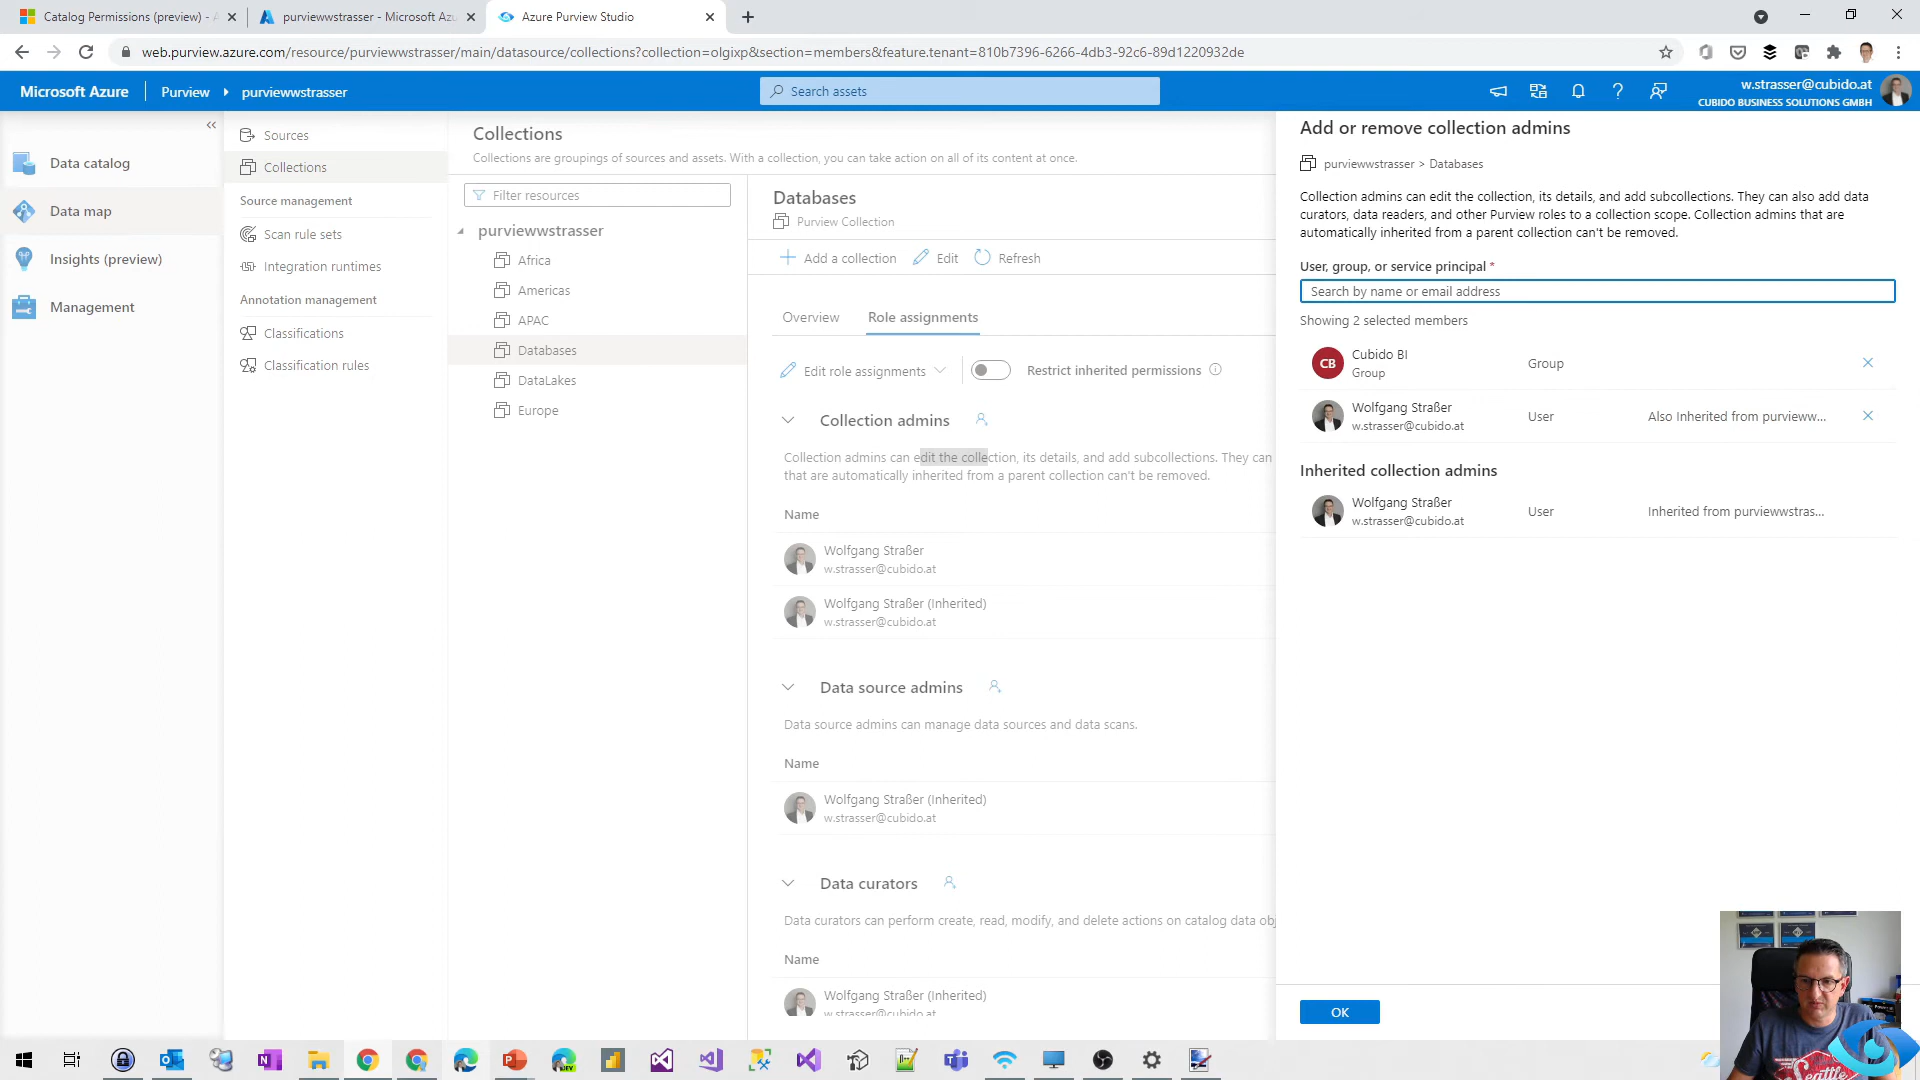 Catalog Permissions (preview) - A
purviewwstrasser - Microsoft Azu
Azure Purview Studio
web.purview.azure.com/resource/purviewwstrasser/main/datasource/collections?collection=olgixp&section=members&feature.tenant=810b7396-6266-4db3-92c6-89d1220932de
Microsoft Azure
Purview
purviewwstrasser
Search assets
w.strasser@cubido.at
CUBIDO BUSINESS SOLUTIONS GMBH
Data catalog
Data map
Insights (preview)
Management
Sources
Collections
Source management
Scan rule sets
Integration runtimes
Annotation management
Classifications
Classification rules
Collections
Collections are groupings of sources and assets. With a collection, you can take action on all of its content at once.
Filter resources
purviewwstrasser
Africa
Americas
APAC
Databases
DataLakes
Europe
Databases
Purview Collection
Add a collection
Edit
Refresh
Overview
Role assignments
Edit role assignments
Restrict inherited permissions
Collection admins
Collection admins can edit the collection, its details, and add subcollections. They can
that are automatically inherited from a parent collection can't be removed.
Name
Wolfgang Straßer
w.strasser@cubido.at
Wolfgang Straßer (Inherited)
w.strasser@cubido.at
Data source admins
Data source admins can manage data sources and data scans.
Name
Wolfgang Straßer (Inherited)
w.strasser@cubido.at
Data curators
Data curators can perform create, read, modify, and delete actions on catalog data obj
Name
Wolfgang Straßer (Inherited)
w.strasser@cubido.at
Add or remove collection admins
purviewwstrasser > Databases
Collection admins can edit the collection, its details, and add subcollections. They can also add data
curators, data readers, and other Purview roles to a collection scope. Collection admins that are
automatically inherited from a parent collection can't be removed.
User, group, or service principal *
Search by name or email address
Showing 2 selected members
CB
Cubido BI
Group
Group
Wolfgang Straßer
w.strasser@cubido.at
User
Also Inherited from purvieww...
Inherited collection admins
Wolfgang Straßer
w.strasser@cubido.at
User
Inherited from purviewwstras...
OK
Seattle